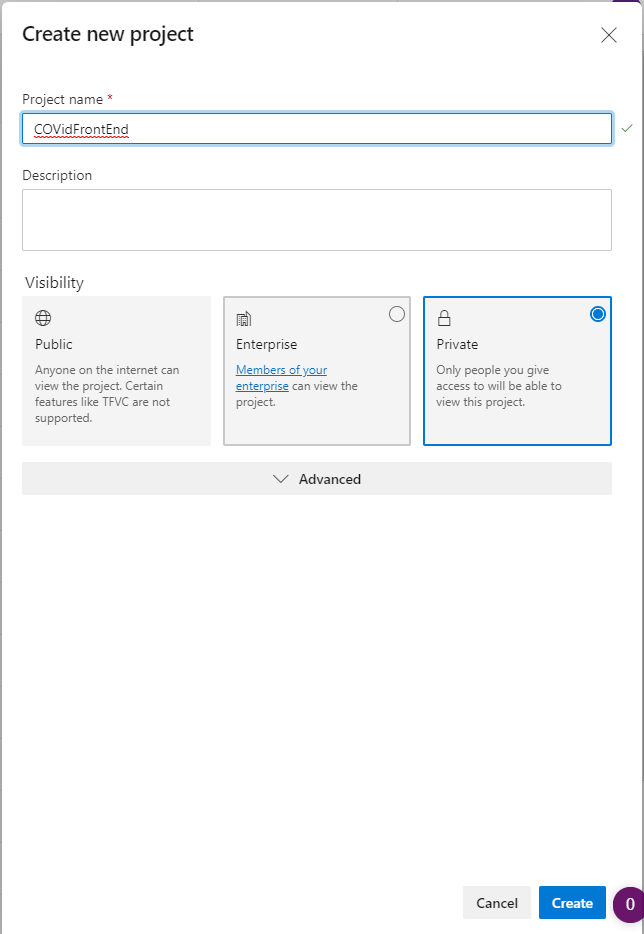 Create new project
Project name *
COVidFrontEnd
Description
Visibility
Public
Anyone on the internet can
view the project. Certain
features like TFVC are not
supported.
Enterprise
Members of your
enterprise can view the
project.
Private
Only people you give
access to will be able to
view this project.
Advanced
Cancel
Create
0